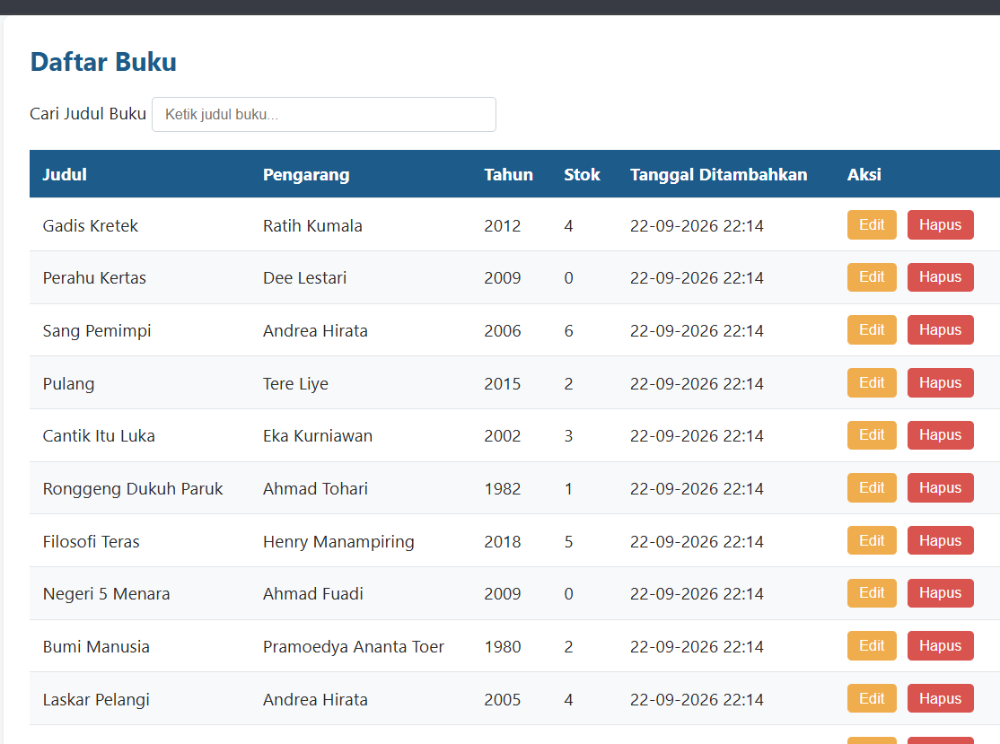 Daftar Buku
Cari Judul Buku Ketik judul buku...
Judul Pengarang Tahun Stok Tanggal Ditambahkan Aksi
Gadis Kretek Ratih Kumala 2012 4 22-09-2026 22:14 Edit Hapus
Perahu Kertas Dee Lestari 2009 0 22-09-2026 22:14 Edit Hapus
Sang Pemimpi Andrea Hirata 2006 6 22-09-2026 22:14 Edit Hapus
Pulang Tere Liye 2015 2 22-09-2026 22:14 Edit Hapus
Cantik Itu Luka Eka Kurniawan 2002 3 22-09-2026 22:14 Edit Hapus
Ronggeng Dukuh Paruk Ahmad Tohari 1982 1 22-09-2026 22:14 Edit Hapus
Filosofi Teras Henry Manampiring 2018 5 22-09-2026 22:14 Edit Hapus
Negeri 5 Menara Ahmad Fuadi 2009 0 22-09-2026 22:14 Edit Hapus
Bumi Manusia Pramoedya Ananta Toer 1980 2 22-09-2026 22:14 Edit Hapus
Laskar Pelangi Andrea Hirata 2005 4 22-09-2026 22:14 Edit Hapus